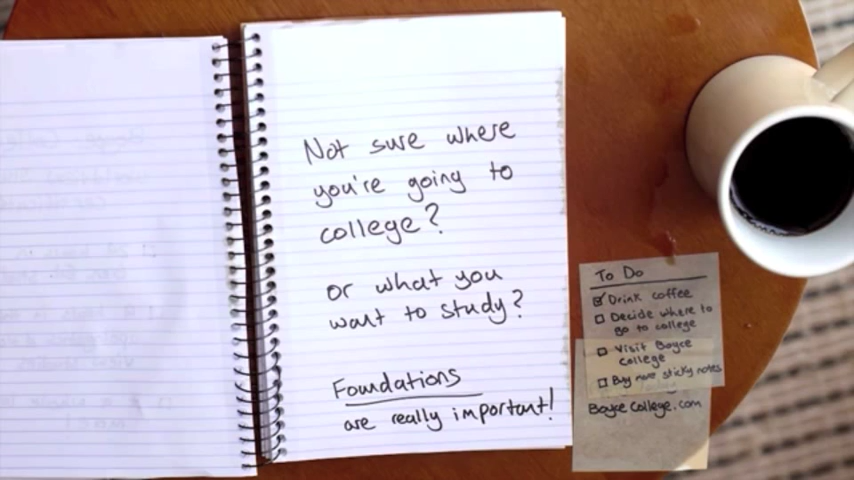 Not sure where
you're going to
college?
or what you
want to study?
Foundations
are really important!
To Do
Drink coffee
Decide where to
go to college
Visit Boyce
College
Buy more sticky notes
BoyceCollege.com